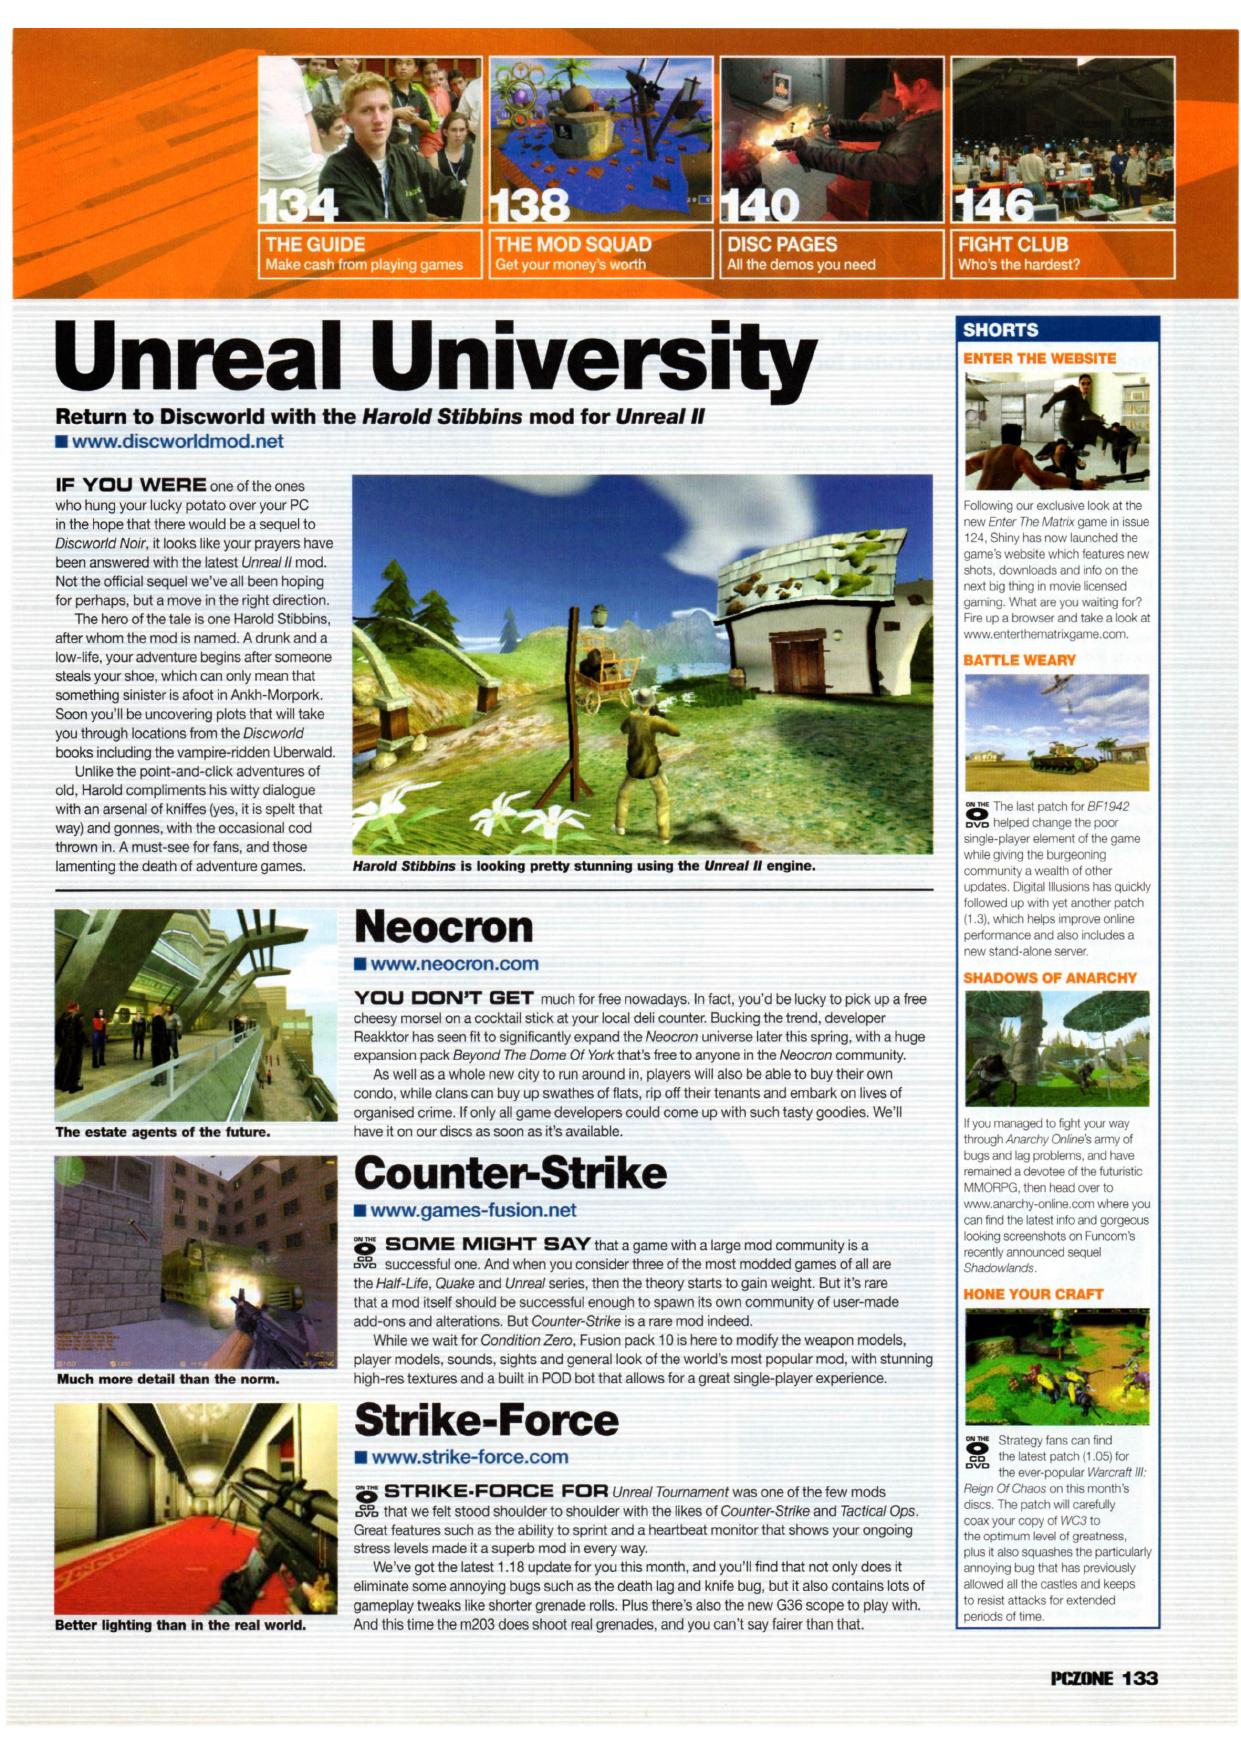 134
THE GUIDE
Make cash from playing games
138
THE MOD SQUAD
Get your money's worth
140
DISC PAGES
All the demos you need
146
FIGHT CLUB
Who's the hardest?
Unreal University
Return to Discworld with the Harold Stibbins mod for Unreal II
■ www.discworldmod.net
IF YOU WERE one of the ones
who hung your lucky potato over your PC
in the hope that there would be a sequel to
Discworld Noir, it looks like your prayers have
been answered with the latest Unreal II mod.
Not the official sequel we've all been hoping
for perhaps, but a move in the right direction.
The hero of the tale is one Harold Stibbins,
after whom the mod is named. A drunk and a
low-life, your adventure begins after someone
steals your shoe, which can only mean that
something sinister is afoot in Ankh-Morpork.
Soon you'll be uncovering plots that will take
you through locations from the Discworld
books including the vampire-ridden Uberwald.
Unlike the point-and-click adventures of
old, Harold compliments his witty dialogue
with an arsenal of kniffes (yes, it is spelt that
way) and gonnes, with the occasional cod
thrown in. A must-see for fans, and those
lamenting the death of adventure games.
Harold Stibbins is looking pretty stunning using the Unreal II engine.
The estate agents of the future.
Neocron
■ www.neocron.com
YOU DON'T GET much for free nowadays. In fact, you'd be lucky to pick up a free
cheesy morsel on a cocktail stick at your local deli counter. Bucking the trend, developer
Reakktor has seen fit to significantly expand the Neocron universe later this spring, with a huge
expansion pack Beyond The Dome Of York that's free to anyone in the Neocron community.
As well as a whole new city to run around in, players will also be able to buy their own
condo, while clans can buy up swathes of flats, rip off their tenants and embark on lives of
organised crime. If only all game developers could come up with such tasty goodies. We'll
have it on our discs as soon as it's available.
Much more detail than the norm.
Counter-Strike
■ www.games-fusion.net
ON THE CD DVD SOME MIGHT SAY that a game with a large mod community is a
successful one. And when you consider three of the most modded games of all are
the Half-Life, Quake and Unreal series, then the theory starts to gain weight. But it's rare
that a mod itself should be successful enough to spawn its own community of user-made
add-ons and alterations. But Counter-Strike is a rare mod indeed.
While we wait for Condition Zero, Fusion pack 10 is here to modify the weapon models,
player models, sounds, sights and general look of the world's most popular mod, with stunning
high-res textures and a built in POD bot that allows for a great single-player experience.
Better lighting than in the real world.
Strike-Force
■ www.strike-force.com
ON THE CD DVD STRIKE-FORCE FOR Unreal Tournament was one of the few mods
that we felt stood shoulder to shoulder with the likes of Counter-Strike and Tactical Ops.
Great features such as the ability to sprint and a heartbeat monitor that shows your ongoing
stress levels made it a superb mod in every way.
We've got the latest 1.18 update for you this month, and you'll find that not only does it
eliminate some annoying bugs such as the death lag and knife bug, but it also contains lots of
gameplay tweaks like shorter grenade rolls. Plus there's also the new G36 scope to play with.
And this time the m203 does shoot real grenades, and you can't say fairer than that.
SHORTS
ENTER THE WEBSITE
Following our exclusive look at the
new Enter The Matrix game in issue
124, Shiny has now launched the
game's website which features new
shots, downloads and info on the
next big thing in movie licensed
gaming. What are you waiting for?
Fire up a browser and take a look at
www.enterthematrixgame.com.
BATTLE WEARY
ON THE DVD The last patch for BF1942
helped change the poor
single-player element of the game
while giving the burgeoning
community a wealth of other
updates. Digital Illusions has quickly
followed up with yet another patch
(1.3), which helps improve online
performance and also includes a
new stand-alone server.
SHADOWS OF ANARCHY
If you managed to fight your way
through Anarchy Online's army of
bugs and lag problems, and have
remained a devotee of the futuristic
MMORPG, then head over to
www.anarchy-online.com where you
can find the latest info and gorgeous
looking screenshots on Funcom's
recently announced sequel
Shadowlands.
HONE YOUR CRAFT
ON THE CD DVD Strategy fans can find
the latest patch (1.05) for
the ever-popular Warcraft III:
Reign Of Chaos on this month's
discs. The patch will carefully
coax your copy of WC3 to
the optimum level of greatness,
plus it also squashes the particularly
annoying bug that has previously
allowed all the castles and keeps
to resist attacks for extended
periods of time.
PCZONE 133